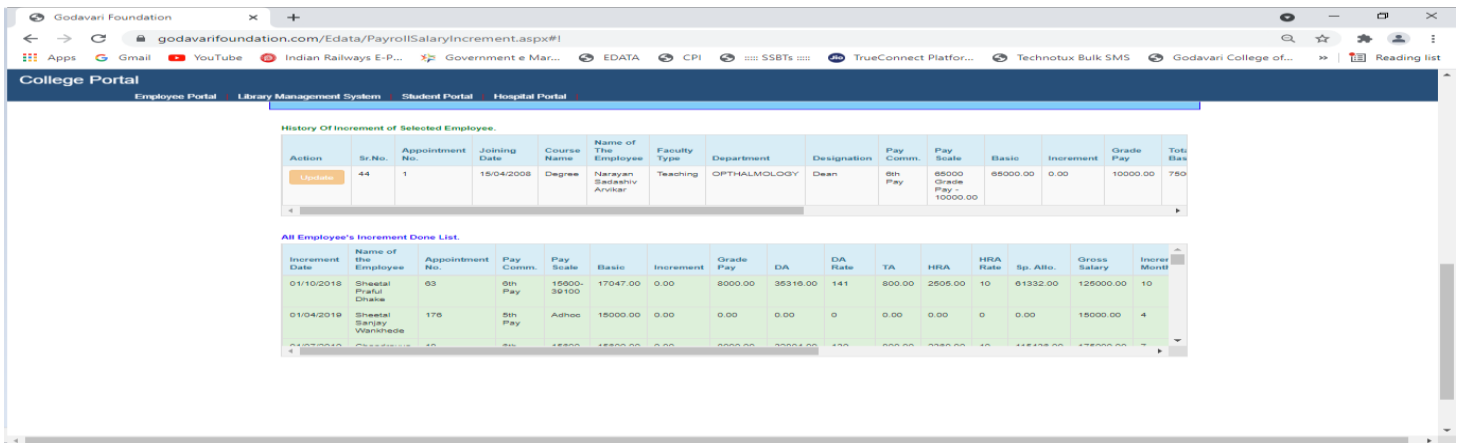 Godavari Foundation
godavarifoundation.com/Edata/PayrollSalaryIncrement.aspx#!
Apps Gmail YouTube Indian Railways E-P... Government e Mar... EDATA CPI ::::: SSBTs ::::: TrueConnect Platfor... Technotux Bulk SMS Godavari College of... » Reading list
College Portal
Employee Portal Library Management System Student Portal Hospital Portal
History Of Increment of Selected Employee.
Action Sr.No. Appointment No. Joining Date Course Name Name of The Employee Faculty Type Department Designation Pay Comm. Pay Scale Basic Increment Grade Pay
Update 44 1 15/04/2008 Degree Narayan Sadashiv Arvikar Teaching OPTHALMOLOGY Dean 6th Pay 65000 Grade Pay - 10000.00 65000.00 0.00 10000.00 750
All Employee's Increment Done List.
Increment Date Name of the Employee Appointment No. Pay Comm. Pay Scale Basic Increment Grade Pay DA DA Rate TA HRA HRA Rate Sp. Allo. Gross Salary
01/10/2018 Sheetal Praful Dhake 63 6th Pay 15600-39100 17047.00 0.00 8000.00 35316.00 141 800.00 2505.00 10 61332.00 125000.00 10
01/04/2019 Sheetal Sanjay Wankhede 176 5th Pay Adhoc 15000.00 0.00 0.00 0.00 0 0.00 0.00 0 0.00 15000.00 4